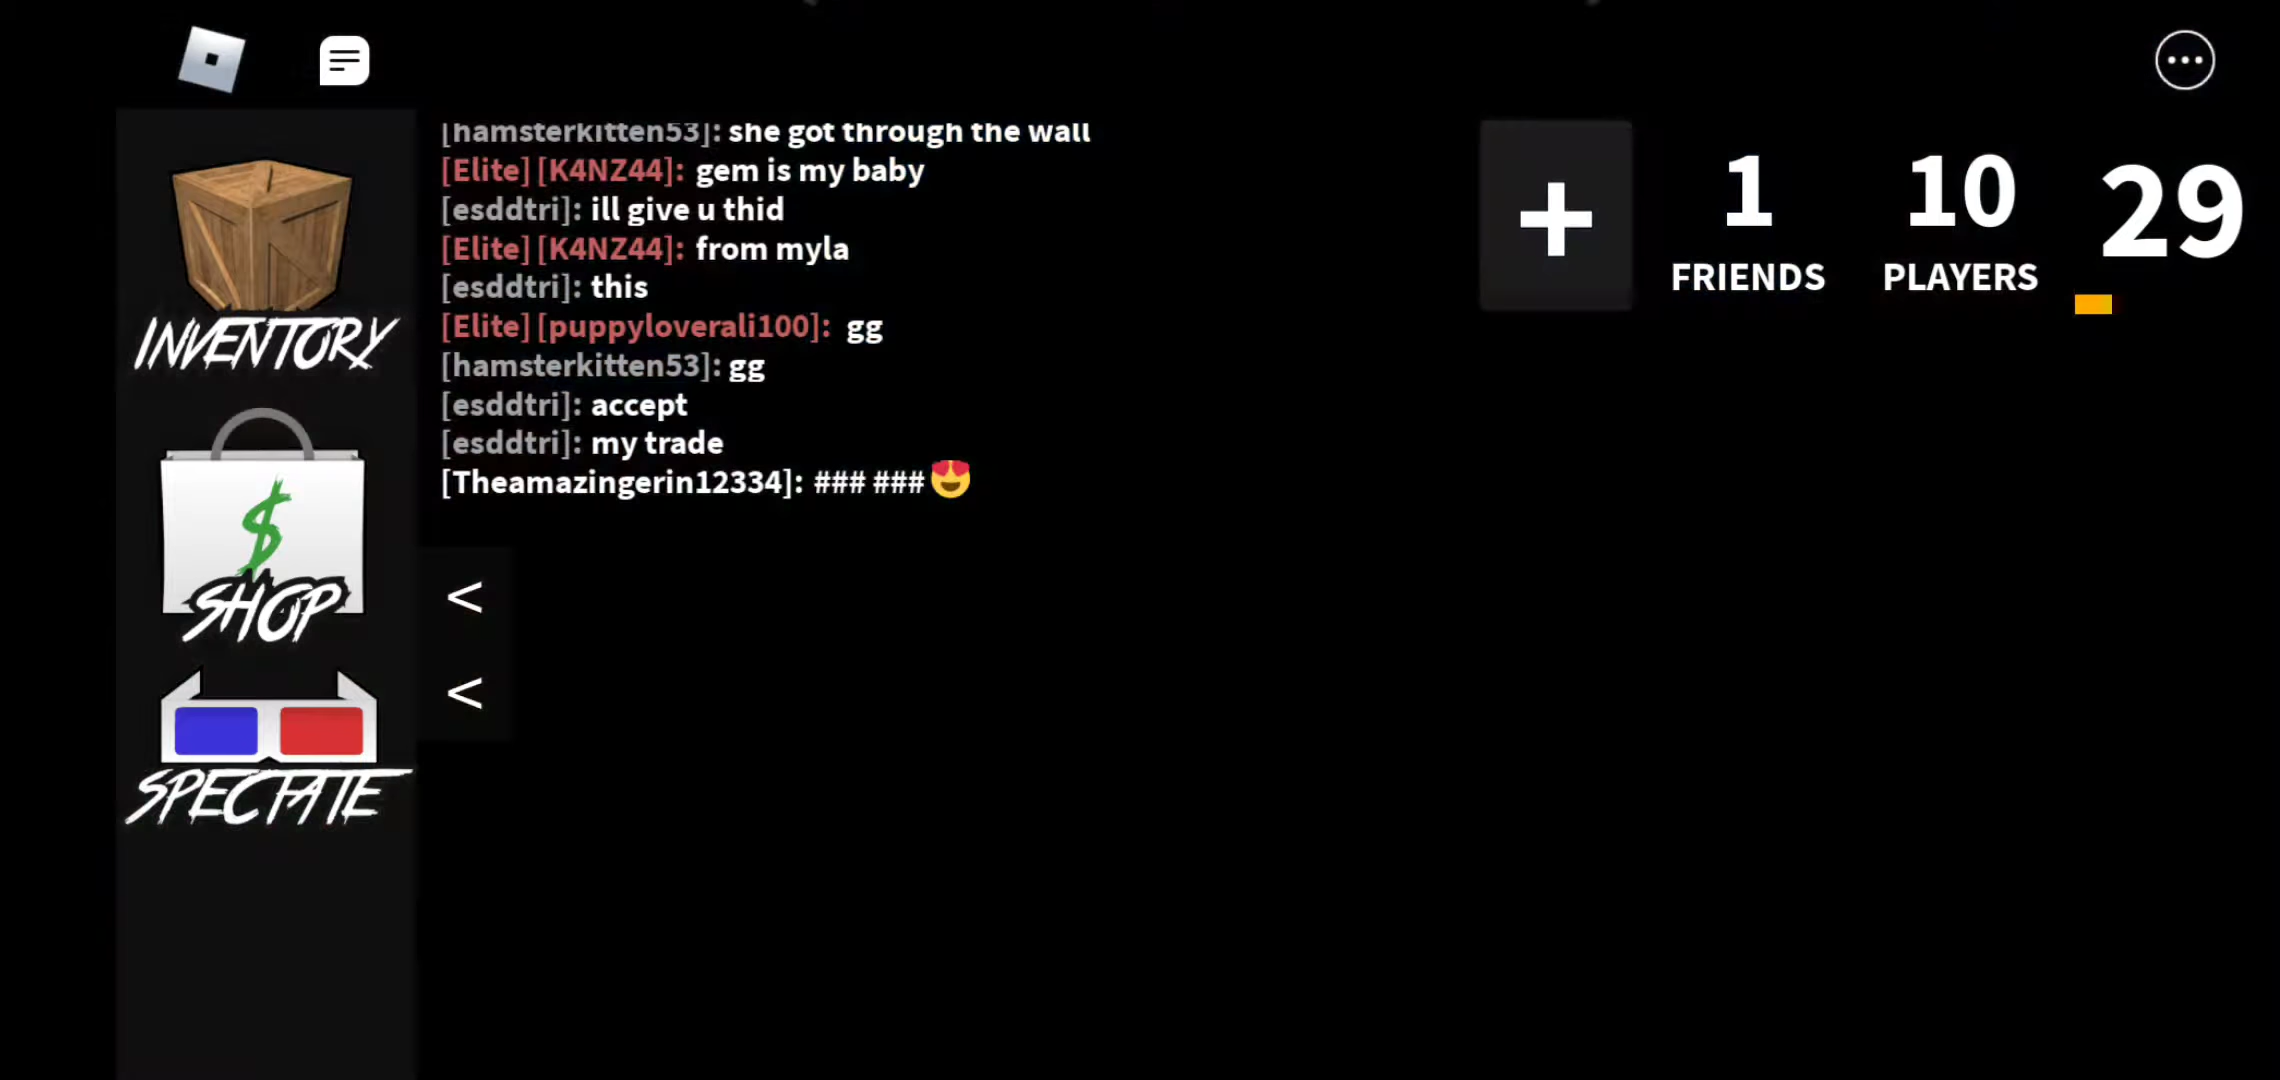 [hamsterkitten53]: she got through the wall
[Elite] [K4NZ44]: gem is my baby
[esddtri]: ill give u thid
[Elite] [K4NZ44]: from myla
[esddtri]: this
[Elite] [puppyloverali100]: gg
[hamsterkitten53]: gg
[esddtri]: accept
[esddtri]: my trade
[Theamazingerin12334]: ### ###😍
INVENTORY
$
SHOP
SPECTATE
<
<
+
1
FRIENDS
10
PLAYERS
29